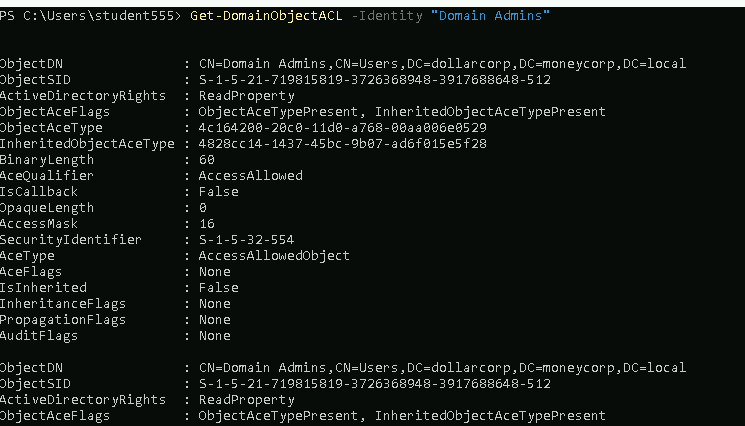 PS C:\Users\student555> Get-DomainObjectACL -Identity "Domain Admins"
ObjectDN : CN=Domain Admins,CN=Users,DC=dollarcorp,DC=moneycorp,DC=local
ObjectSID : S-1-5-21-719815819-3726368948-3917688648-512
ActiveDirectoryRights : ReadProperty
ObjectAceFlags : ObjectAceTypePresent, InheritedObjectAceTypePresent
ObjectAceType : 4c164200-20c0-11d0-a768-00aa006e0529
InheritedObjectAceType : 4828cc14-1437-45bc-9b07-ad6f015e5f28
BinaryLength : 60
AceQualifier : AccessAllowed
IsCallback : False
OpaqueLength : 0
AccessMask : 16
SecurityIdentifier : S-1-5-32-554
AceType : AccessAllowedObject
AceFlags : None
IsInherited : False
InheritanceFlags : None
PropagationFlags : None
AuditFlags : None
ObjectDN : CN=Domain Admins,CN=Users,DC=dollarcorp,DC=moneycorp,DC=local
ObjectSID : S-1-5-21-719815819-3726368948-3917688648-512
ActiveDirectoryRights : ReadProperty
ObjectAceFlags : ObjectAceTypePresent, InheritedObjectAceTypePresent